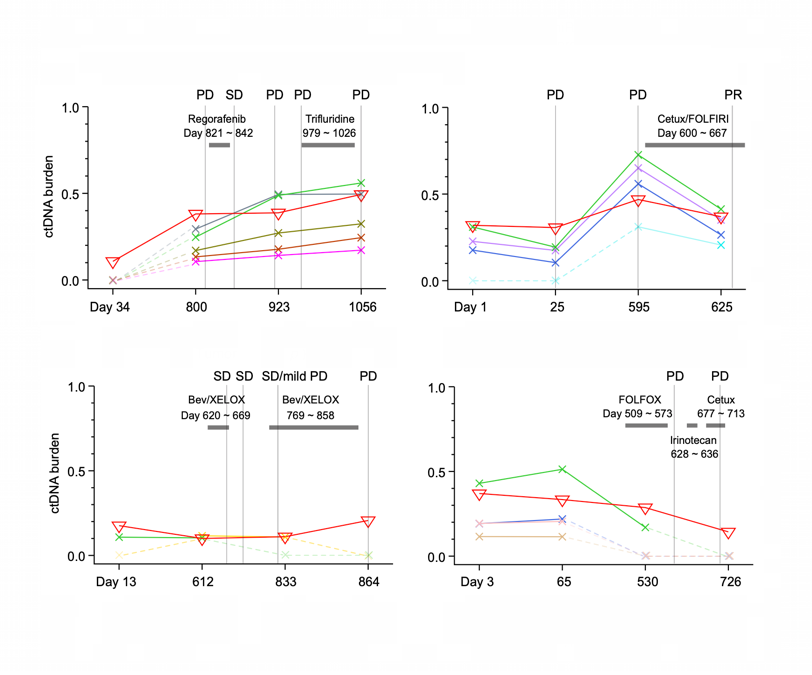 PD SD PD PD PD
1.0
Regorafenib Trifluridine
Day 821 ~ 842 979 ~ 1026
0.5
0.0
ctDNA burden
Day 34 800 923 1056
PD PD PR
1.0
Cetux/FOLFIRI
Day 600 ~ 667
0.5
0.0
Day 1 25 595 625
SD SD SD/mild PD PD
1.0
Bev/XELOX Bev/XELOX
Day 620 ~ 669 769 ~ 858
0.5
0.0
ctDNA burden
Day 13 612 833 864
PD PD
1.0
FOLFOX Cetux
Day 509 ~ 573 677 ~ 713
Irinotecan
628 ~ 636
0.5
0.0
Day 3 65 530 726